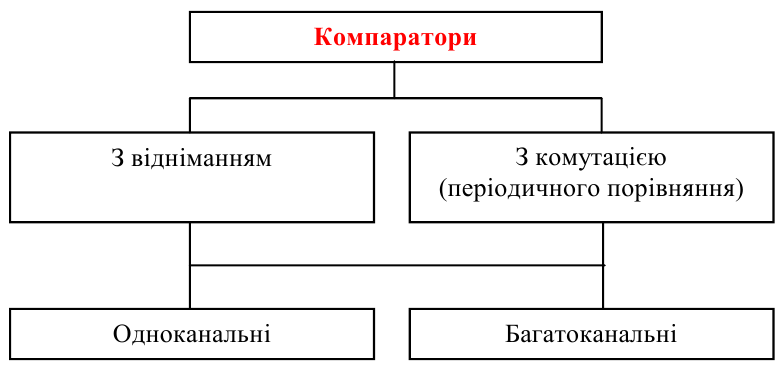 Компаратори
З відніманням
З комутацією
(періодичного порівняння)
Одноканальні
Багатоканальні